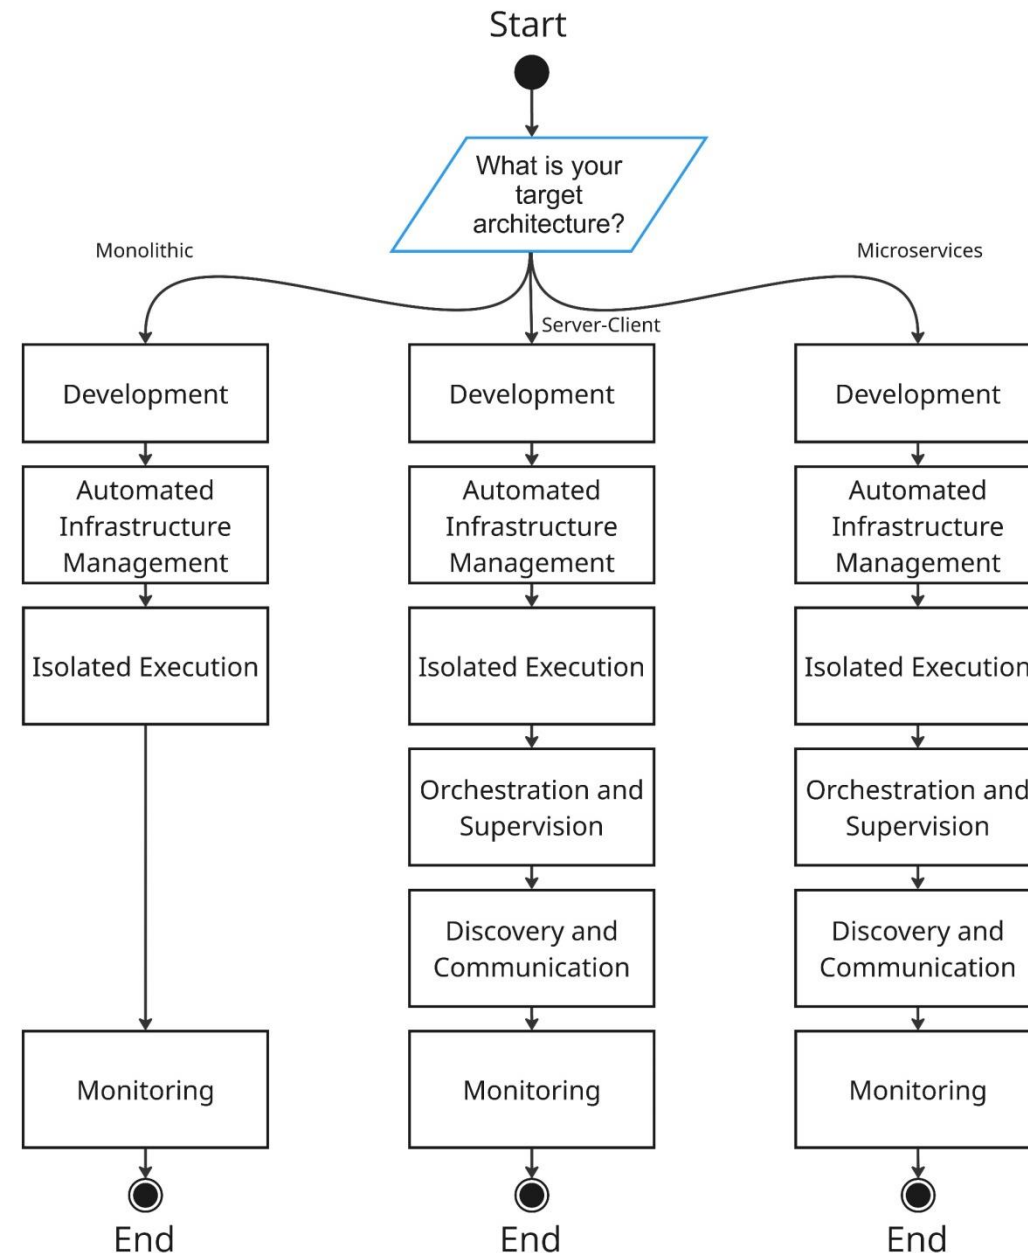 Start
What is your
target
architecture?
Monolithic
Microservices
Server-Client
Development
Automated
Infrastructure
Management
Isolated Execution
Monitoring
End
Development
Automated
Infrastructure
Management
Isolated Execution
Orchestration and
Supervision
Discovery and
Communication
Monitoring
End
Development
Automated
Infrastructure
Management
Isolated Execution
Orchestration and
Supervision
Discovery and
Communication
Monitoring
End